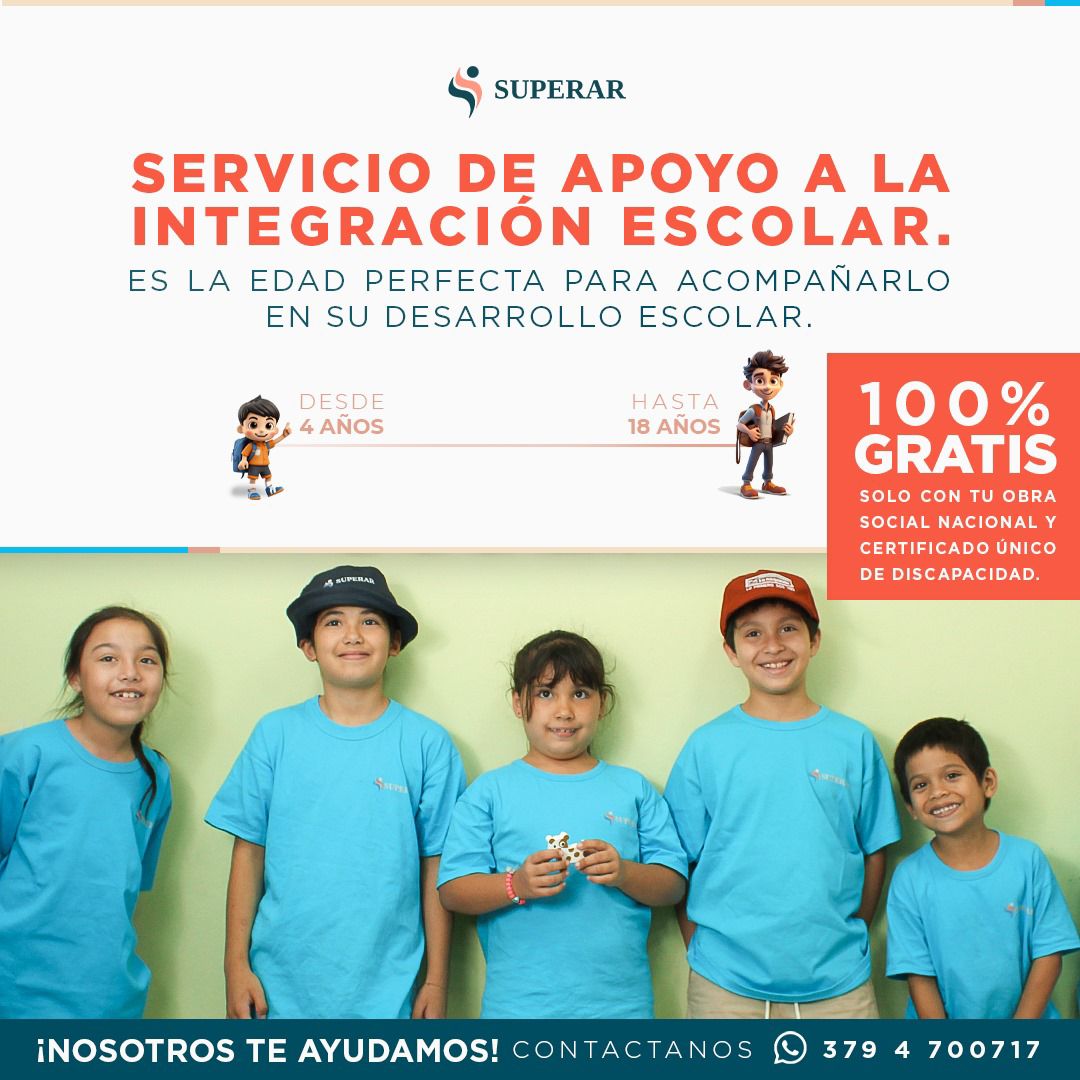 SUPERAR
SERVICIO DE APOYO A LA
INTEGRACIÓN ESCOLAR.
ES LA EDAD PERFECTA PARA ACOMPAÑARLO
EN SU DESARROLLO ESCOLAR.
DESDE
4 AÑOS
HASTA
18 AÑOS
100%
GRATIS
SOLO CON TU OBRA
SOCIAL NACIONAL Y
CERTIFICADO ÚNICO
DE DISCAPACIDAD.
SUPERAR
¡NOSOTROS TE AYUDAMOS! CONTACTANOS 379 4 700717